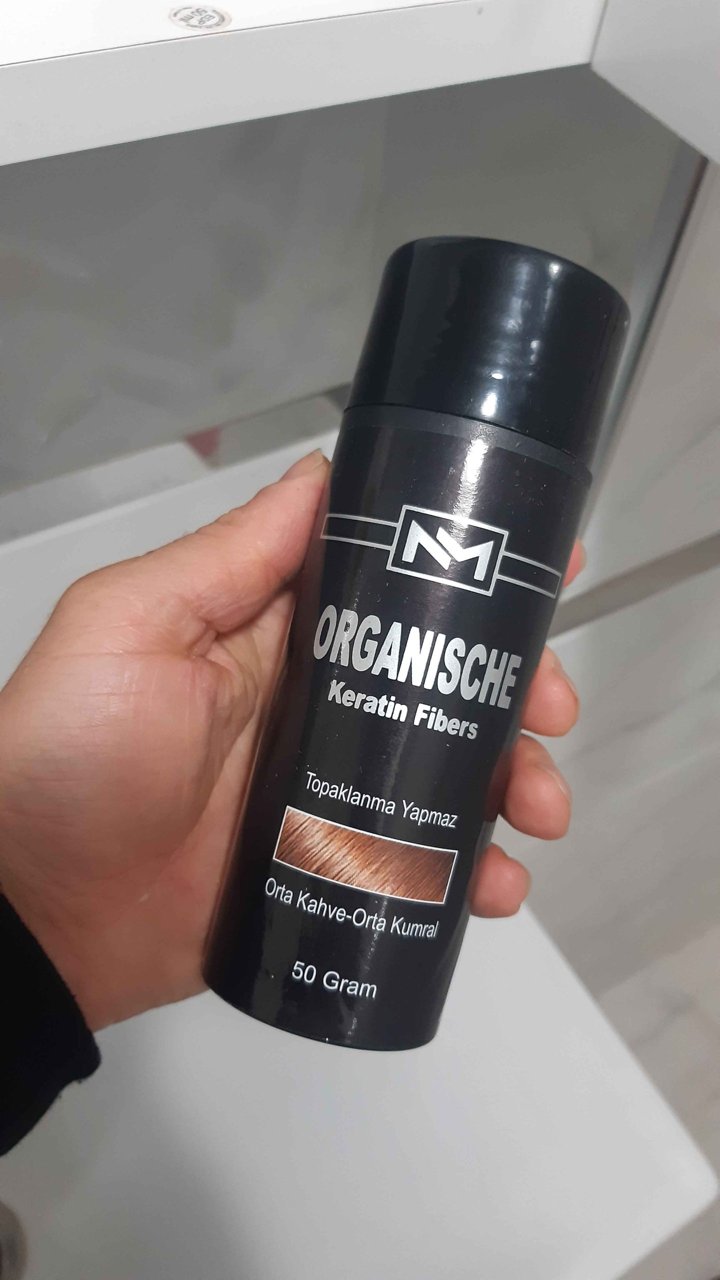 NM
ORGANISCHE
Keratin Fibers
Topaklanma Yapmaz
Orta Kahve-Orta Kumral
50 Gram